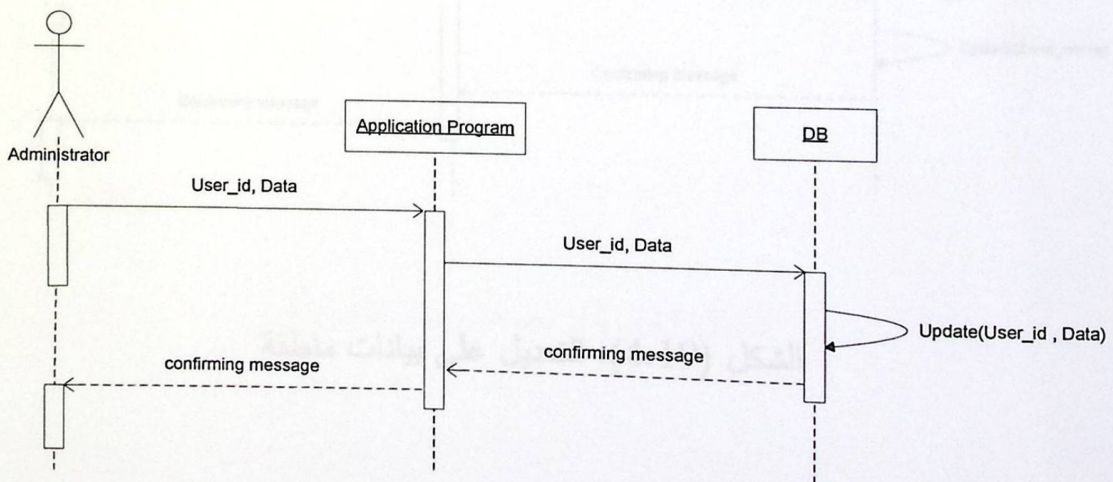 Administrator
Application Program
DB
User_id, Data
User_id, Data
Update(User_id , Data)
confirming message
confirming message